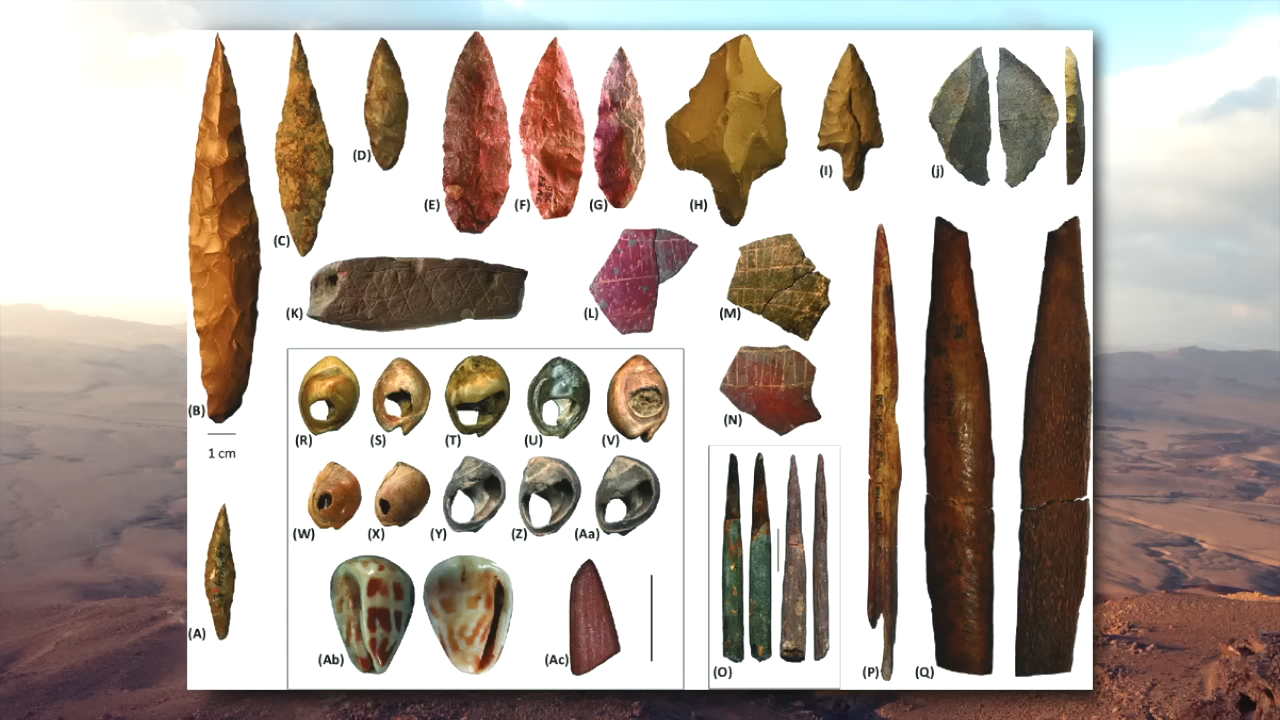 (D)
(E)
(F)
(G)
(H)
(I)
(j)
(C)
(K)
(L)
(M)
(B)
1 cm
(R)
(S)
(T)
(U)
(V)
(N)
(W)
(X)
(Y)
(Z)
(Aa)
(A)
(Ab)
(Ac)
(O)
(P)
(Q)